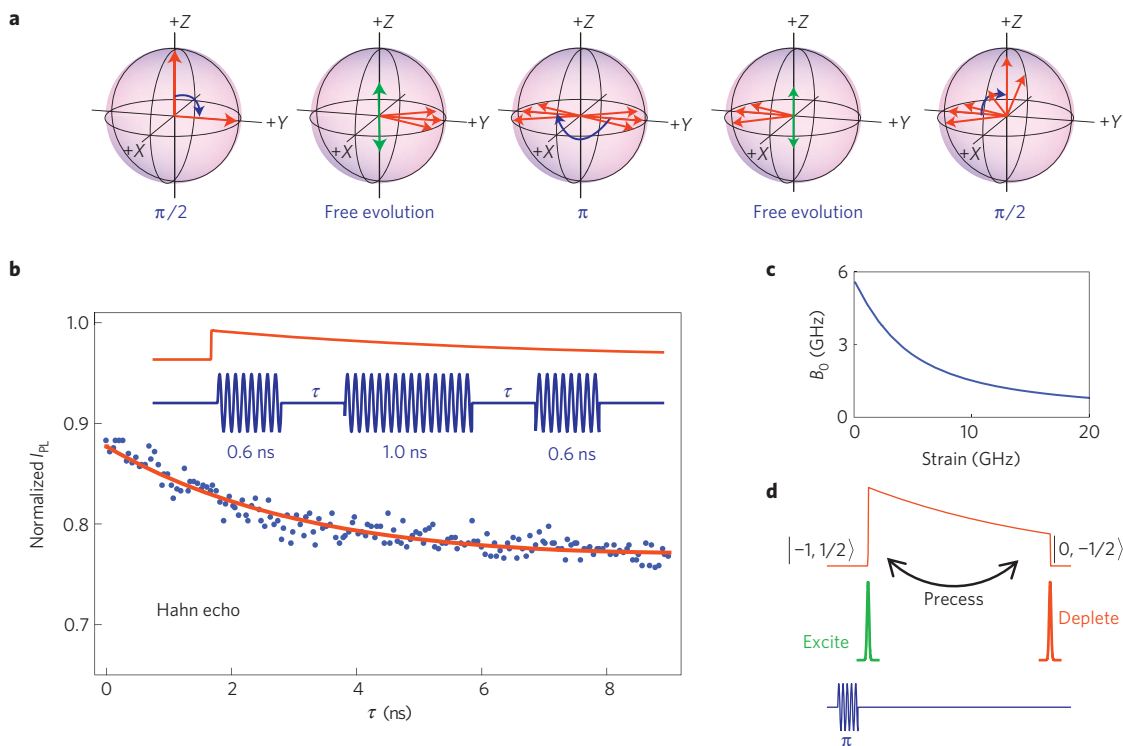 a
+Z
+Z
+Z
+Z
+Z
+Y
+Y
+Y
+Y
+Y
+X
+X
+X
+X
+X
π/2
Free evolution
π
Free evolution
π/2
b
1.0
0.9
0.8
0.7
Normalized I_PL
τ
τ
0.6 ns
1.0 ns
0.6 ns
Hahn echo
0
2
4
6
8
τ (ns)
c
6
3
0
B₀ (GHz)
0
10
20
Strain (GHz)
d
|−1, 1/2⟩
|0, −1/2⟩
Precess
Excite
Deplete
π